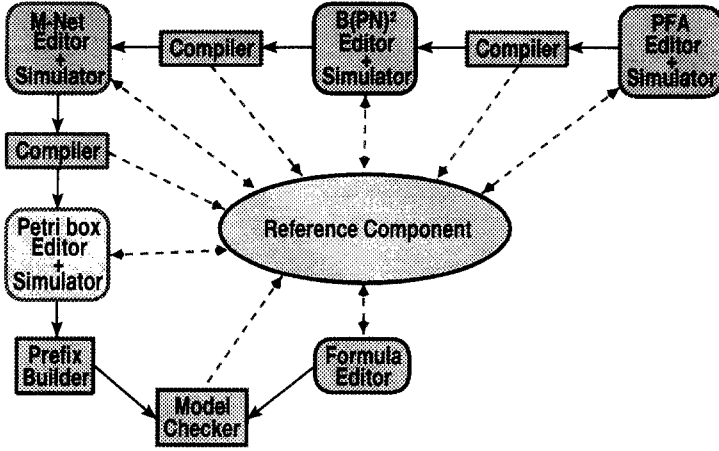 M-Net
Editor
+
Simulator
Compiler
B(PN)²
Editor
+
Simulator
Compiler
PFA
Editor
+
Simulator
Compiler
Reference Component
Petri box
Editor
+
Simulator
Prefix
Builder
Model
Checker
Formula
Editor